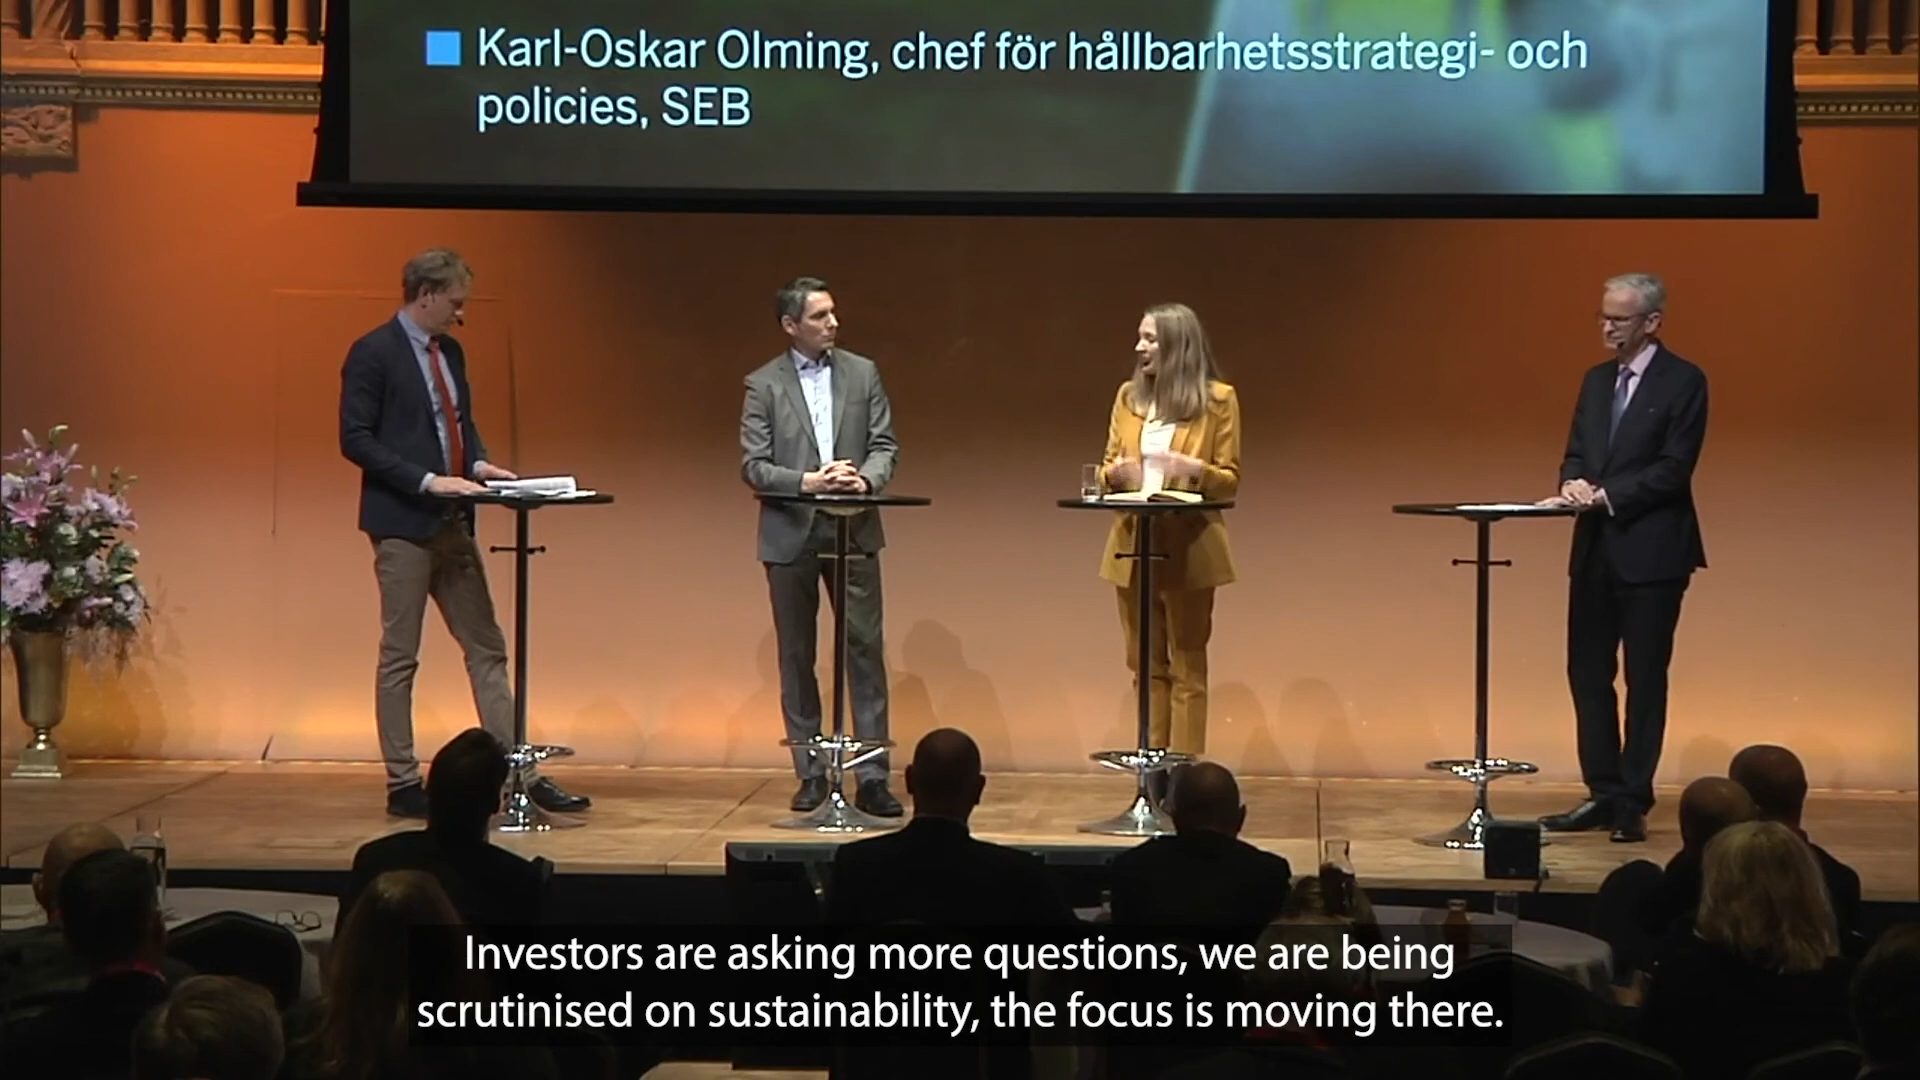 Karl-Oskar Olming, chef för hållbarhetsstrategi- och
policies, SEB
Investors are asking more questions, we are being
scrutinised on sustainability, the focus is moving there.